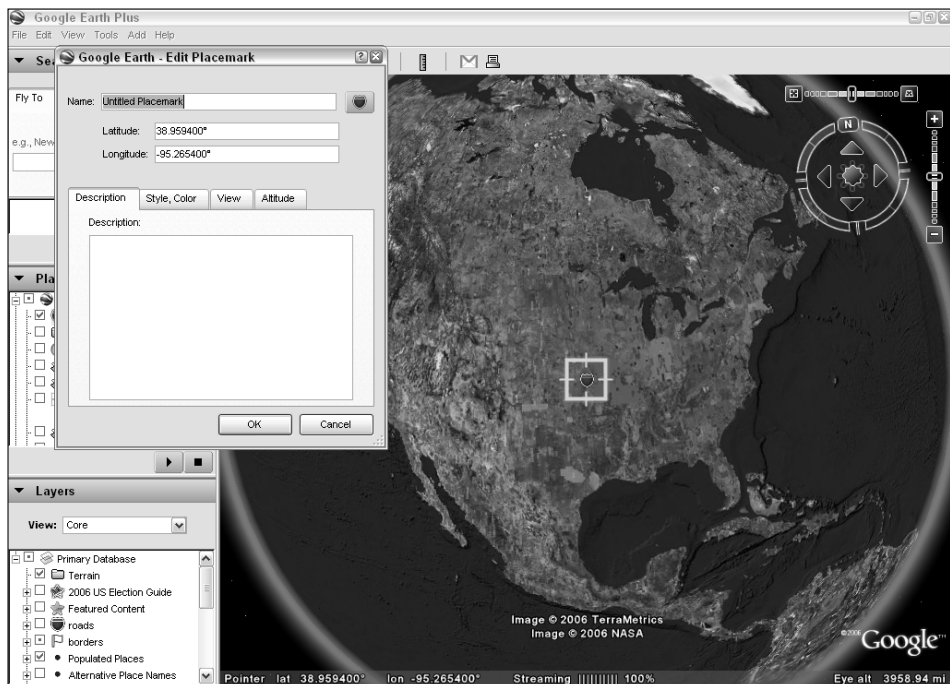 Google Earth Plus
File Edit View Tools Add Help
Sea
Fly To
e.g., New
Google Earth - Edit Placemark
Name: Untitled Placemark
Latitude: 38.959400°
Longitude: -95.265400°
Description Style, Color View Altitude
Description:
OK Cancel
N
Pla
Layers
View: Core
Primary Database
Terrain
2006 US Election Guide
Featured Content
roads
borders
Populated Places
Alternative Place Names
Image © 2006 TerraMetrics
Image © 2006 NASA
©2006 Google™
Pointer lat 38.959400° lon -95.265400° Streaming |||||||||| 100% Eye alt 3958.94 mi